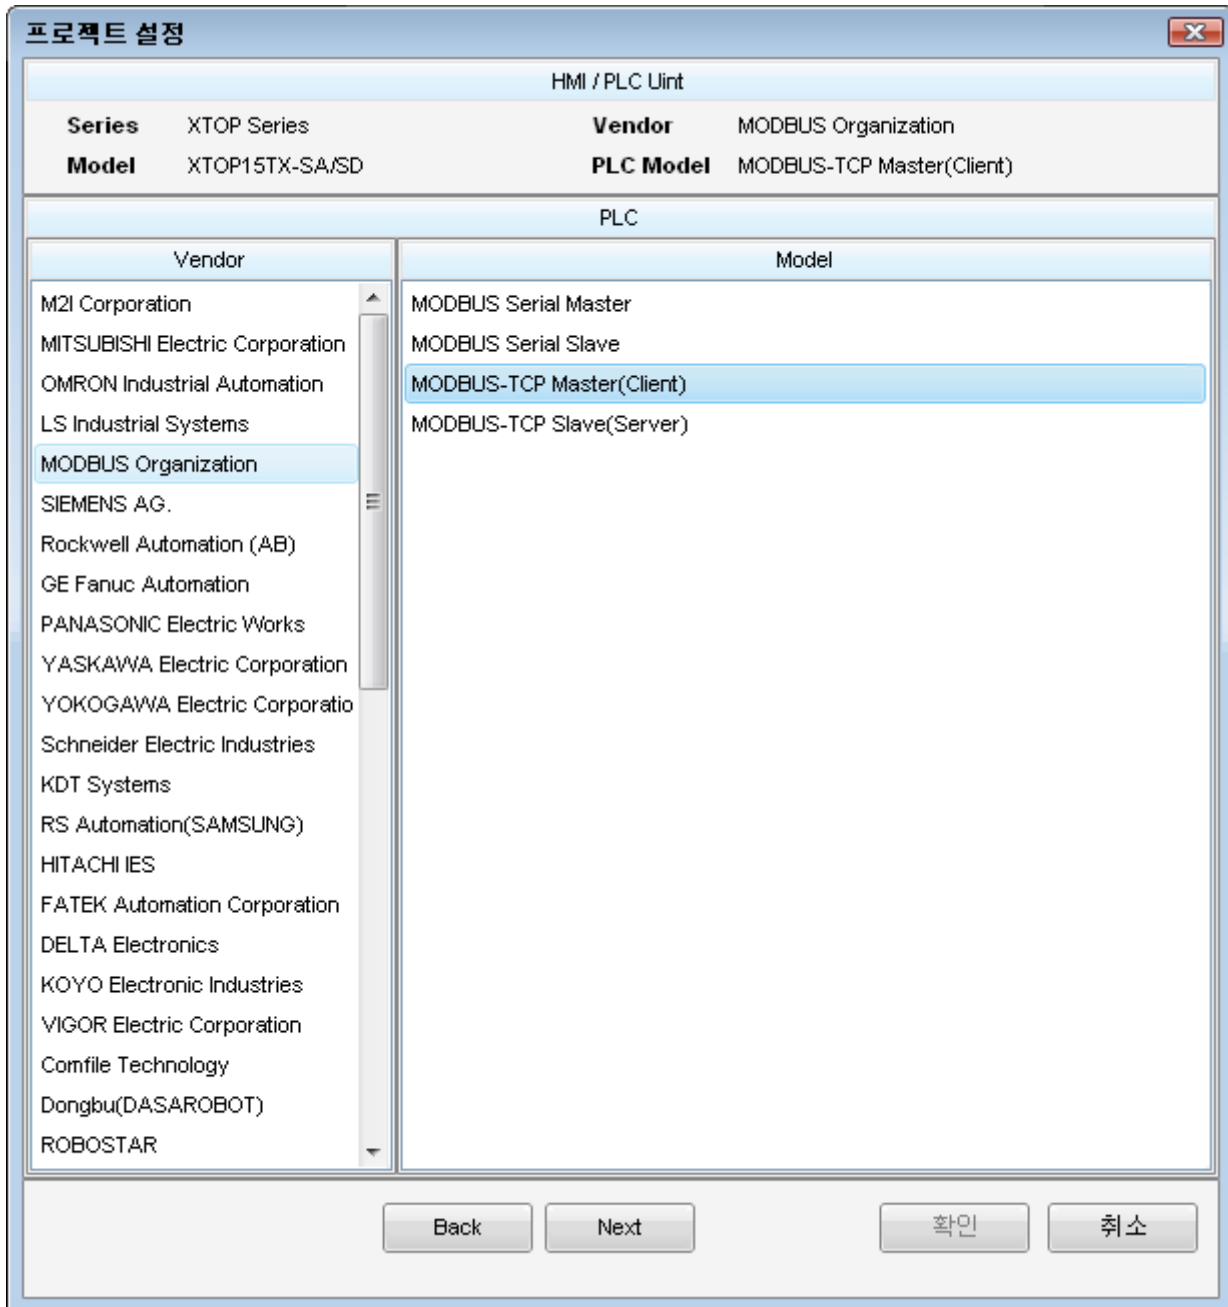 프로젝트 설정
HMI / PLC Uint
Series XTOP Series Vendor MODBUS Organization
Model XTOP15TX-SA/SD PLC Model MODBUS-TCP Master(Client)
PLC
Vendor Model
M2I Corporation MODBUS Serial Master
MITSUBISHI Electric Corporation MODBUS Serial Slave
OMRON Industrial Automation MODBUS-TCP Master(Client)
LS Industrial Systems MODBUS-TCP Slave(Server)
MODBUS Organization
SIEMENS AG.
Rockwell Automation (AB)
GE Fanuc Automation
PANASONIC Electric Works
YASKAWA Electric Corporation
YOKOGAWA Electric Corporatio
Schneider Electric Industries
KDT Systems
RS Automation(SAMSUNG)
HITACHI IES
FATEK Automation Corporation
DELTA Electronics
KOYO Electronic Industries
VIGOR Electric Corporation
Comfile Technology
Dongbu(DASAROBOT)
ROBOSTAR
Back Next 확인 취소